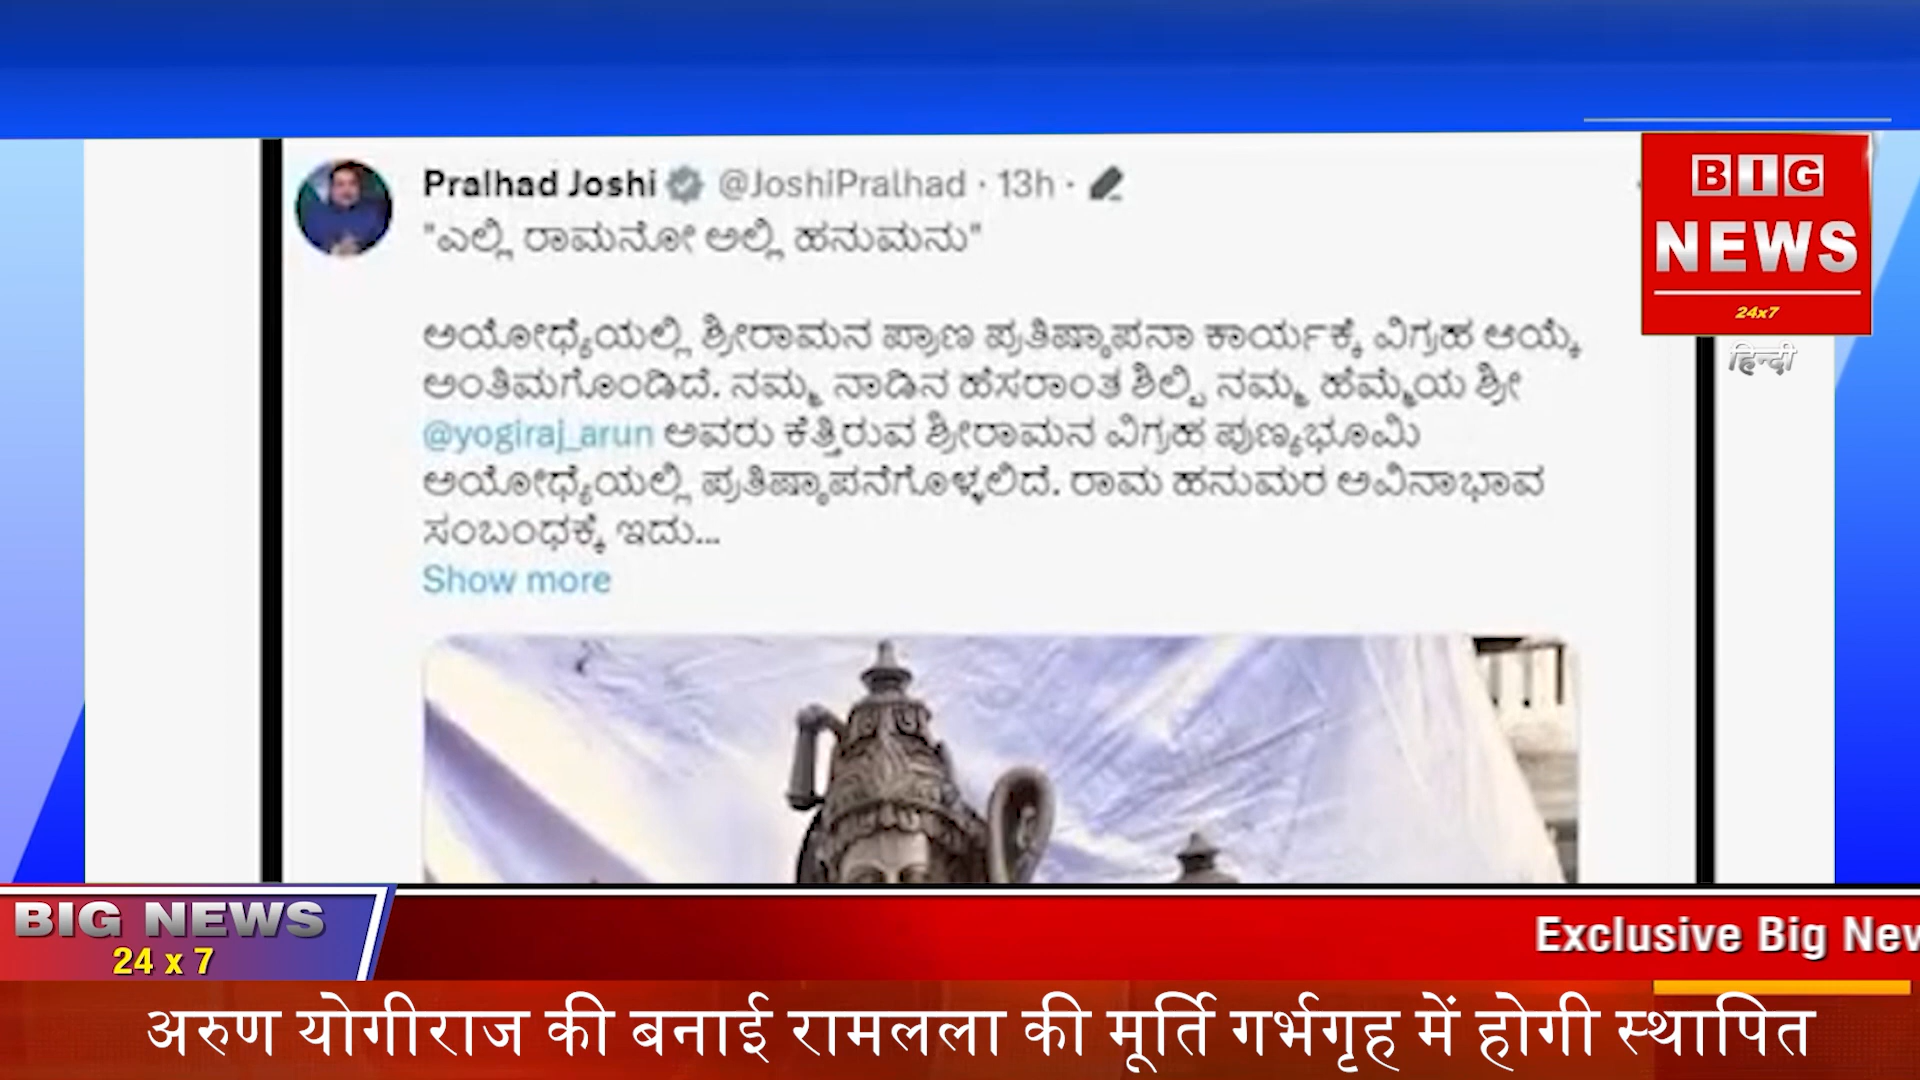 BIG
NEWS
24x7
हिन्दी
Pralhad Joshi @JoshiPralhad · 13h ·
"ಎಲ್ಲಿ ರಾಮನೋ ಅಲ್ಲಿ ಹನುಮನು"
ಅಯೋಧ್ಯೆಯಲ್ಲಿ ಶ್ರೀರಾಮನ ಪ್ರಾಣ ಪ್ರತಿಷ್ಠಾಪನಾ ಕಾರ್ಯಕ್ಕೆ ವಿಗ್ರಹ ಆಯ್ಕೆ
ಅಂತಿಮಗೊಂಡಿದೆ. ನಮ್ಮ ನಾಡಿನ ಹೆಸರಾಂತ ಶಿಲ್ಪಿ ನಮ್ಮ ಹೆಮ್ಮೆಯ ಶ್ರೀ
@yogiraj_arun ಅವರು ಕೆತ್ತಿರುವ ಶ್ರೀರಾಮನ ವಿಗ್ರಹ ಪುಣ್ಯಭೂಮಿ
ಅಯೋಧ್ಯೆಯಲ್ಲಿ ಪ್ರತಿಷ್ಠಾಪನೆಗೊಳ್ಳಲಿದೆ. ರಾಮ ಹನುಮರ ಅವಿನಾಭಾವ
ಸಂಬಂಧಕ್ಕೆ ಇದು...
Show more
BIG NEWS
24 x 7
Exclusive Big New
अरुण योगीराज की बनाई रामलला की मूर्ति गर्भगृह में होगी स्थापित